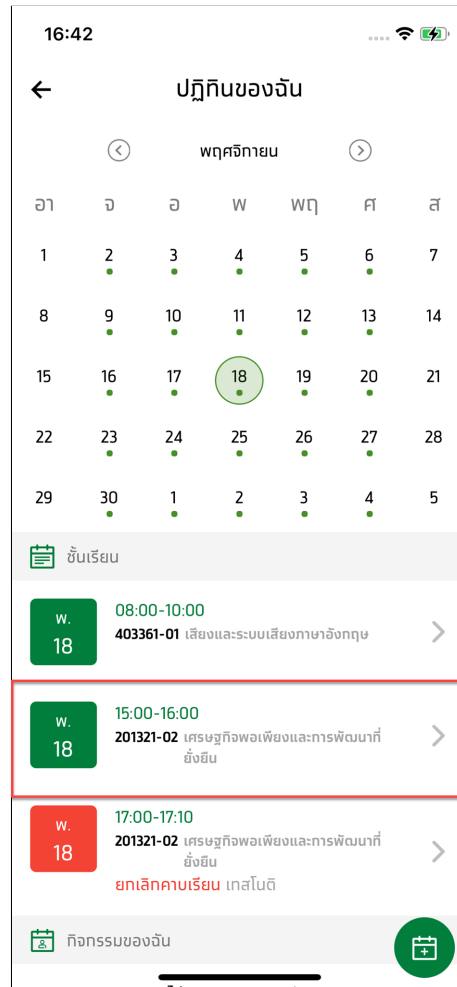 16:42
ปฏิทินของฉัน
พฤศจิกายน
อา จ อ พ พฤ ศ ส
1 2 3 4 5 6 7
8 9 10 11 12 13 14
15 16 17 18 19 20 21
22 23 24 25 26 27 28
29 30 1 2 3 4 5
ชั้นเรียน
พ.
18
08:00-10:00
403361-01 เสียงและระบบเสียงภาษาอังกฤษ
พ.
18
15:00-16:00
201321-02 เศรษฐกิจพอเพียงและการพัฒนาที่
ยั่งยืน
พ.
18
17:00-17:10
201321-02 เศรษฐกิจพอเพียงและการพัฒนาที่
ยั่งยืน
ยกเลิกคาบเรียน เทสโนติ
กิจกรรมของฉัน